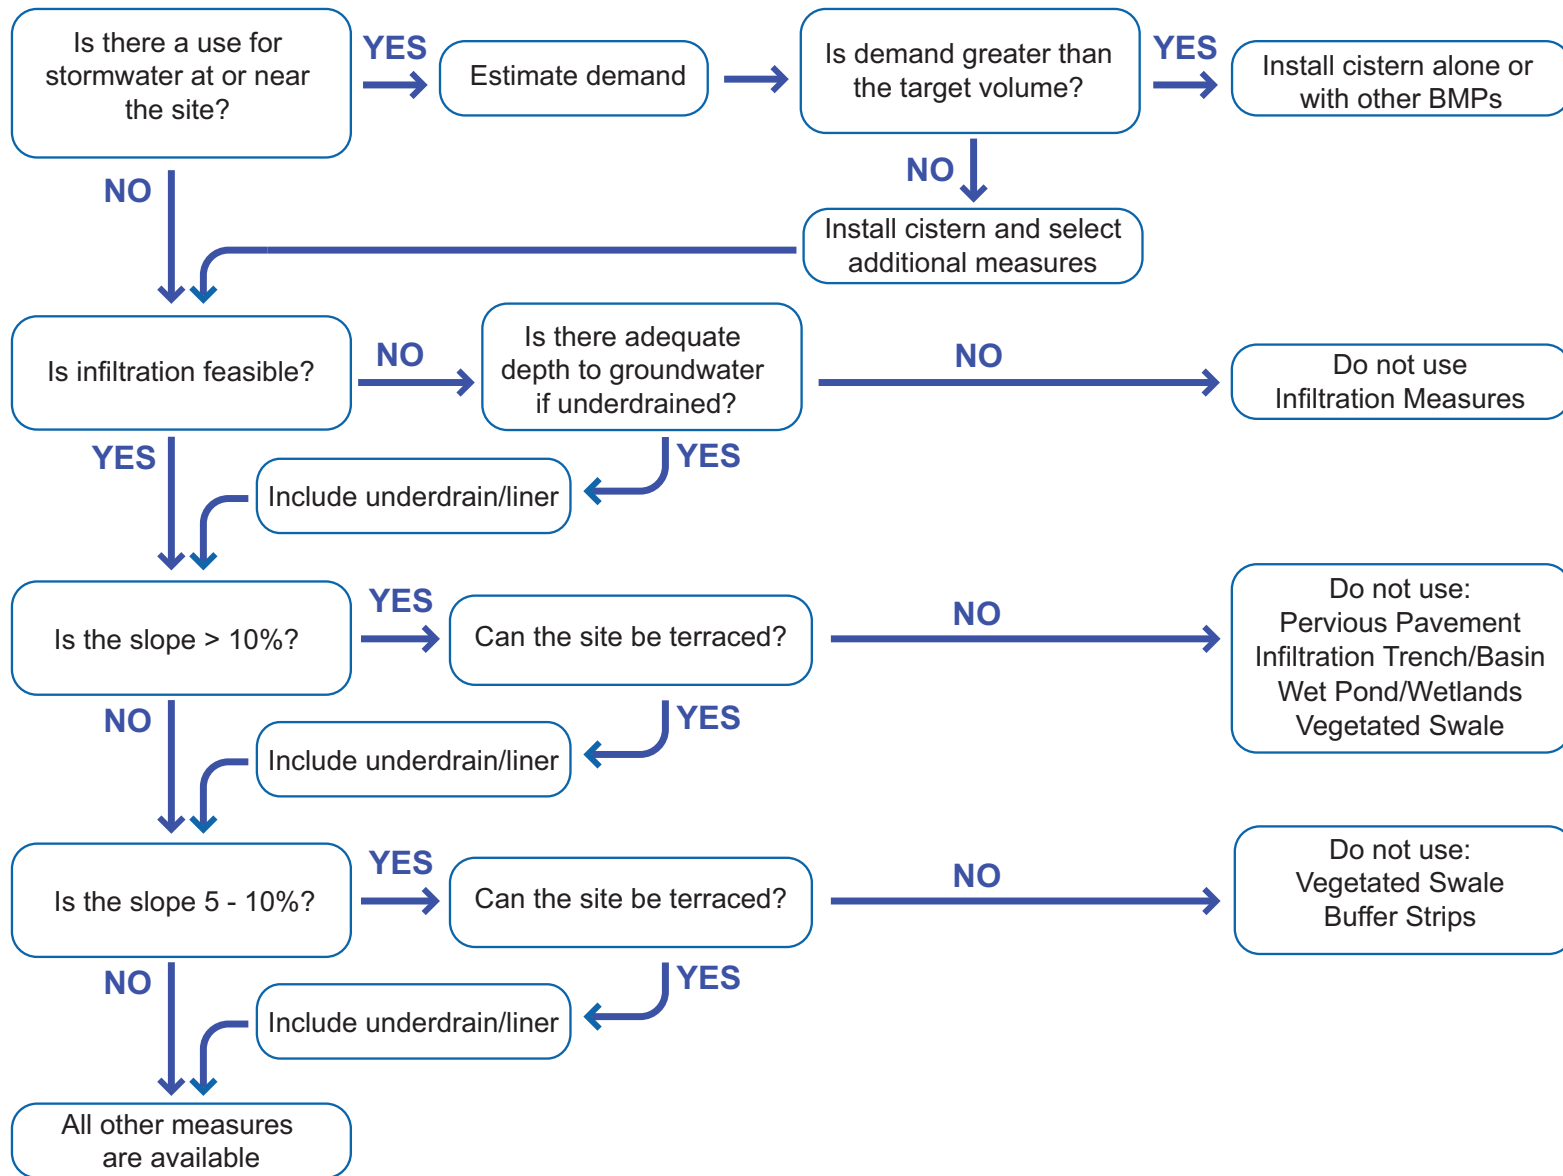 Is there a use for
stormwater at or near
the site?
YES
Estimate demand
Is demand greater than
the target volume?
YES
Install cistern alone or
with other BMPs
NO
NO
Install cistern and select
additional measures
Is infiltration feasible?
NO
Is there adequate
depth to groundwater
if underdrained?
NO
Do not use
Infiltration Measures
YES
YES
Include underdrain/liner
Is the slope > 10%?
YES
Can the site be terraced?
NO
Do not use:
Pervious Pavement
Infiltration Trench/Basin
Wet Pond/Wetlands
Vegetated Swale
NO
YES
Include underdrain/liner
Is the slope 5 - 10%?
YES
Can the site be terraced?
NO
Do not use:
Vegetated Swale
Buffer Strips
NO
YES
Include underdrain/liner
All other measures
are available